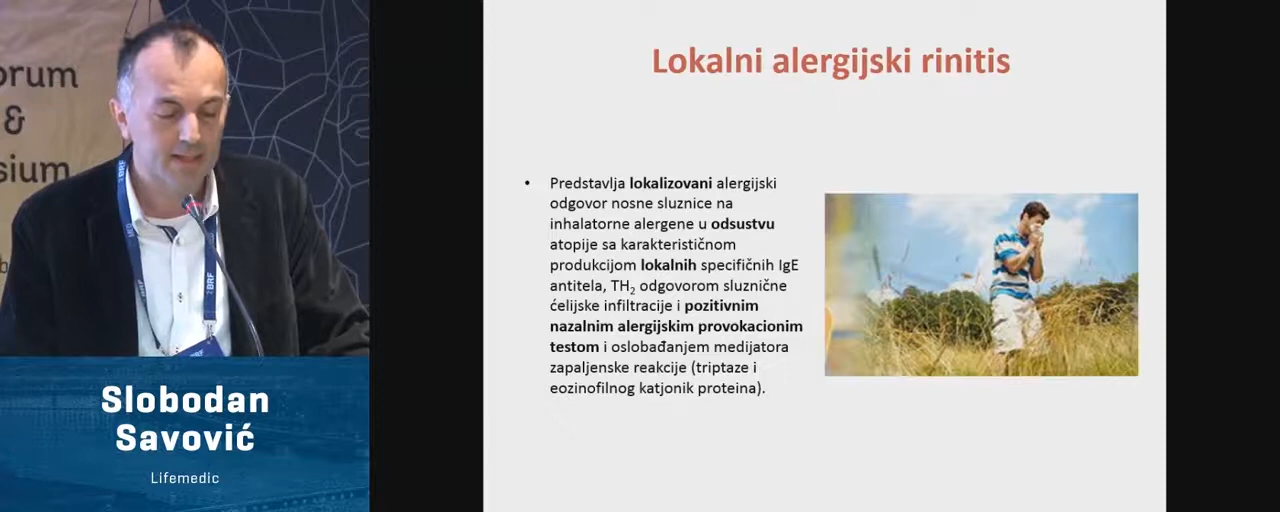 orum
&
sium
BRF
BRF
Slobodan
Savović
Lifemedic
Lokalni alergijski rinitis
• Predstavlja lokalizovani alergijski
odgovor nosne sluznice na
inhalatorne alergene u odsustvu
atopije sa karakterističnom
produkcijom lokalnih specifičnih IgE
antitela, TH₂ odgovorom sluznične
ćelijske infiltracije i pozitivnim
nazalnim alergijskim provokacionim
testom i oslobađanjem medijatora
zapaljenske reakcije (triptaze i
eozinofilnog katjonik proteina).